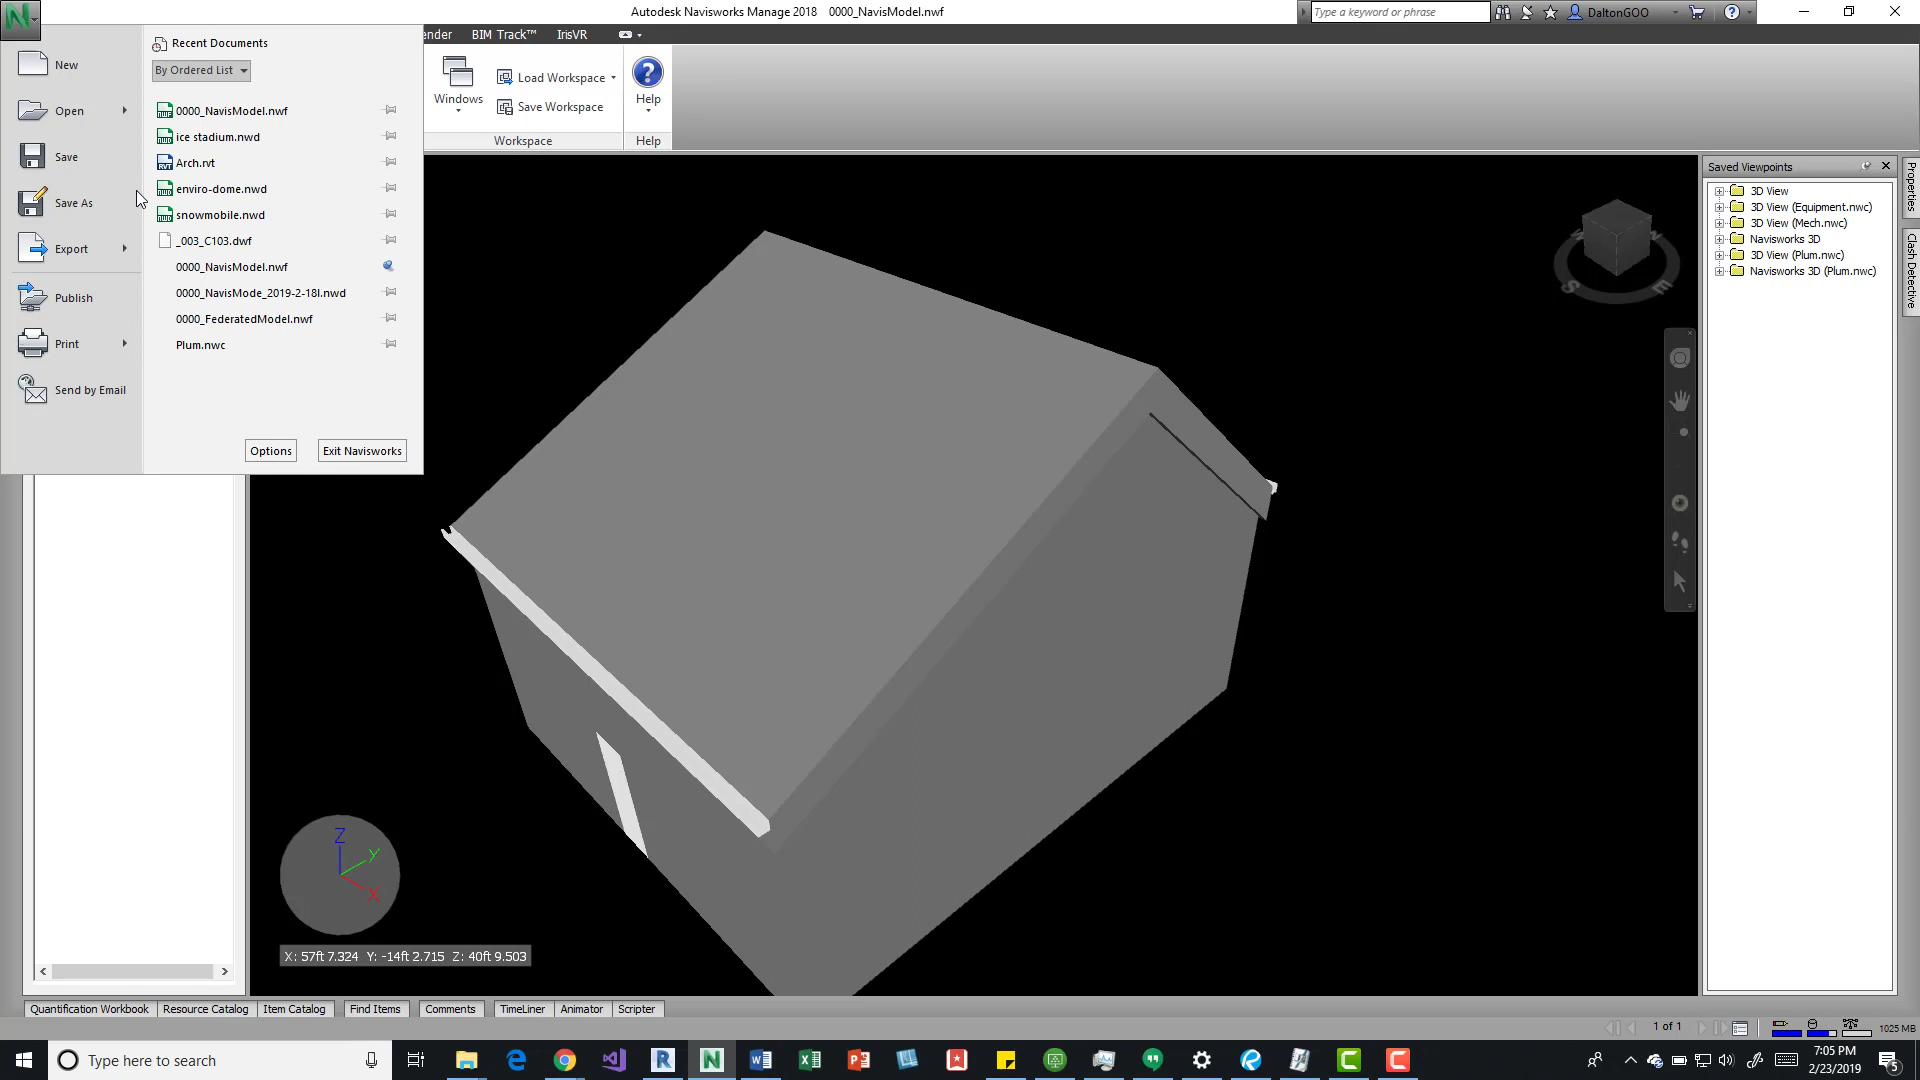 Autodesk Navisworks Manage 2018 0000_NavisModel.nwf
Type a keyword or phrase
DaltonGOO
ender
BIM Track™
IrisVR
New
Open
Save
Save As
Export
Publish
Print
Send by Email
Recent Documents
By Ordered List
0000_NavisModel.nwf
ice stadium.nwd
Arch.rvt
enviro-dome.nwd
snowmobile.nwd
_003_C103.dwf
0000_NavisModel.nwf
0000_NavisMode_2019-2-18l.nwd
0000_FederatedModel.nwf
Plum.nwc
Options
Exit Navisworks
Windows
Load Workspace
Save Workspace
Workspace
Help
Help
Saved Viewpoints
3D View
3D View (Equipment.nwc)
3D View (Mech.nwc)
Navisworks 3D
3D View (Plum.nwc)
Navisworks 3D (Plum.nwc)
Properties
Clash Detective
S
E
Z
Y
X
X: 57ft 7.324 Y: -14ft 2.715 Z: 40ft 9.503
Quantification Workbook
Resource Catalog
Item Catalog
Find Items
Comments
TimeLiner
Animator
Scripter
1 of 1
1025 MB
Type here to search
7:05 PM
2/23/2019
5